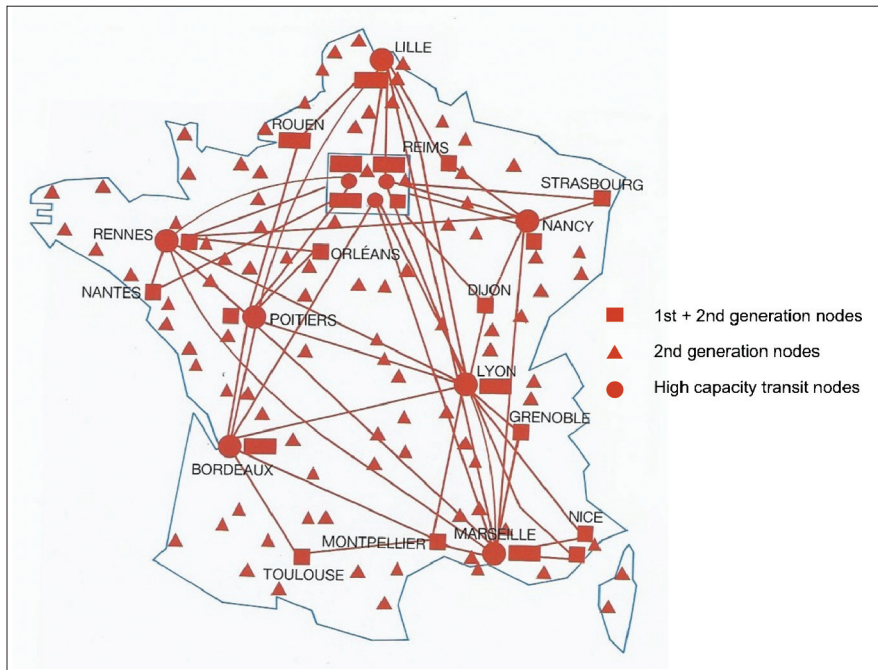 LILLE
ROUEN
REIMS
STRASBOURG
RENNES
NANCY
ORLÉANS
NANTES
DIJON
POITIERS
1st + 2nd generation nodes
2nd generation nodes
High capacity transit nodes
LYON
GRENOBLE
BORDEAUX
NICE
MONTPELLIER
MARSEILLE
TOULOUSE